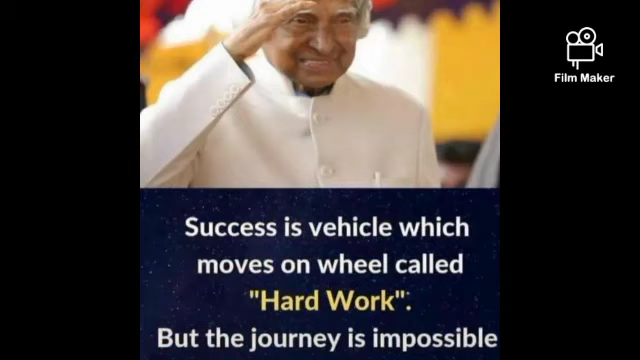 Film Maker
Success is vehicle which
moves on wheel called
"Hard Work".
But the journey is impossible